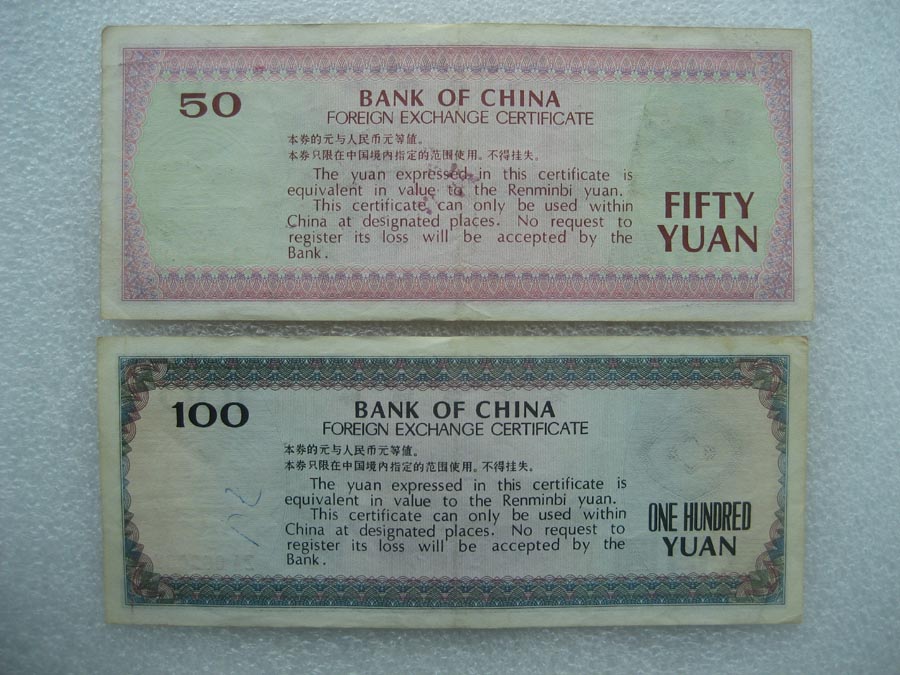 50
BANK OF CHINA
FOREIGN EXCHANGE CERTIFICATE
本券的元与人民币元等值。
本券只限在中国境内指定的范围使用。不得挂失。
The yuan expressed in this certificate is
equivalent in value to the Renminbi yuan.
This certificate can only be used within
China at designated places. No request to
register its loss will be accepted by the
Bank.
FIFTY
YUAN
100
BANK OF CHINA
FOREIGN EXCHANGE CERTIFICATE
本券的元与人民币元等值。
本券只限在中国境内指定的范围使用。不得挂失。
The yuan expressed in this certificate is
equivalent in value to the Renminbi yuan.
This certificate can only be used within
China at designated places. No request to
register its loss will be accepted by the
Bank.
ONE HUNDRED
YUAN